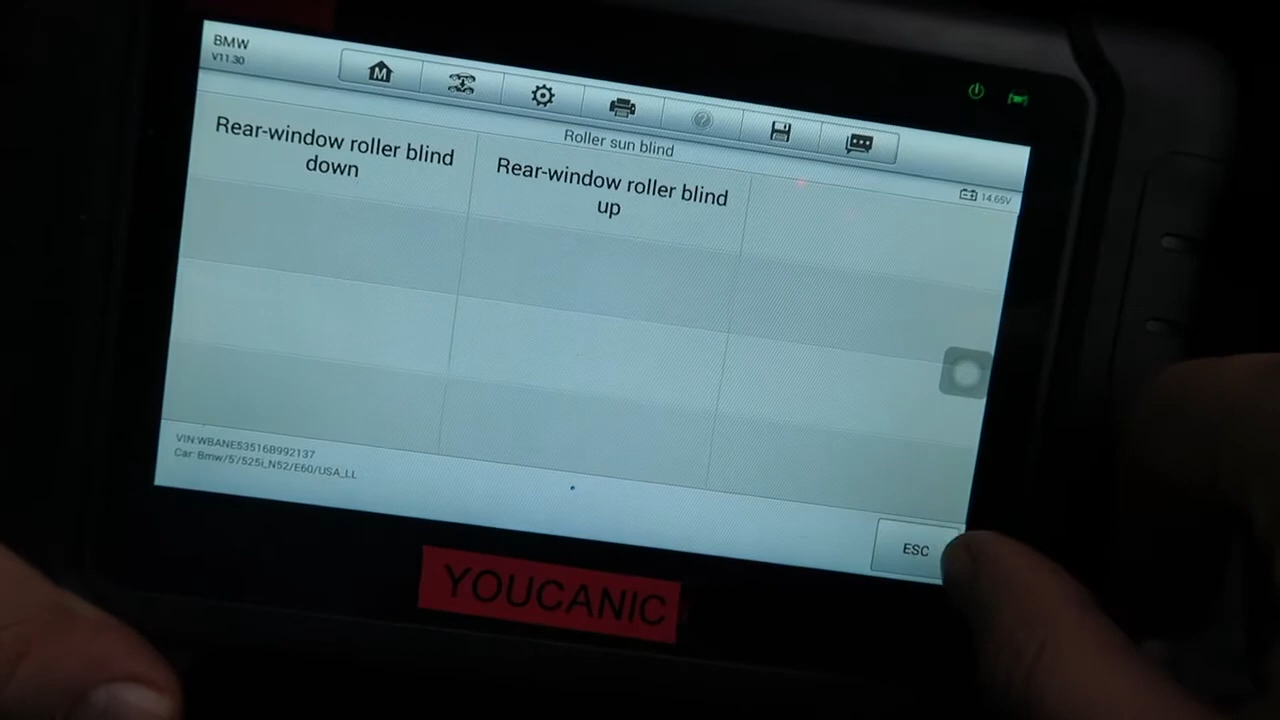 BMW
V11.30
M
Roller sun blind
14.65V
Rear-window roller blind
down
Rear-window roller blind
up
VIN:WBANE53516B992137
Car: Bmw/5'/525i_N52/E60/USA_LL
ESC
YOUCANIC